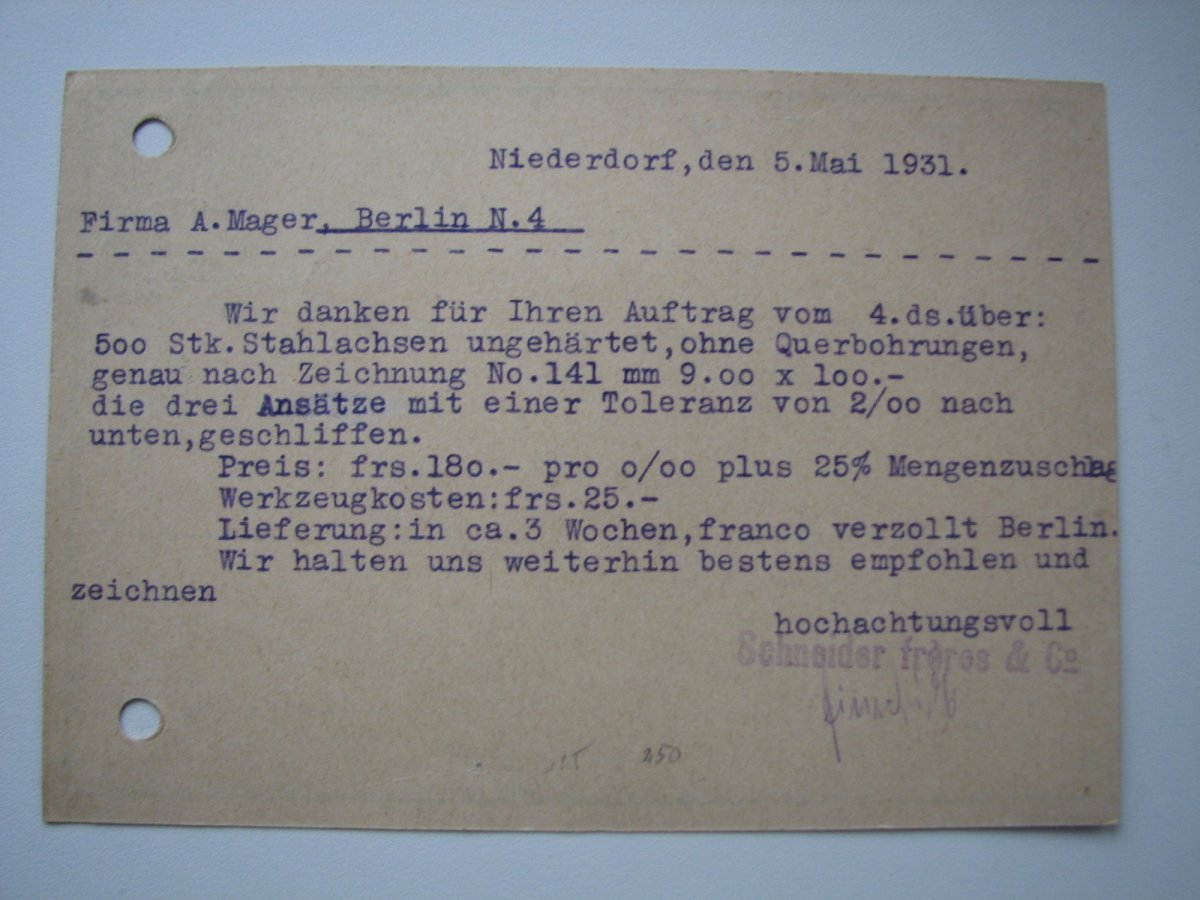 Niederdorf,den 5.Mai 1931.
Firma A.Mager, Berlin N.4
- - - - - - - - - - - - - - - - - - - - - - - - - - - - -
Wir danken für Ihren Auftrag vom 4.ds.über:
5oo Stk.Stahlachsen ungehärtet,ohne Querbohrungen,
genau nach Zeichnung No.141 mm 9.oo x loo.-
die drei Ansätze mit einer Toleranz von 2/oo nach
unten,geschliffen.
Preis: frs.18o.- pro o/oo plus 25% Mengenzuschlag
Werkzeugkosten:frs.25.-
Lieferung:in ca.3 Wochen,franco verzollt Berlin.
Wir halten uns weiterhin bestens empfohlen und
zeichnen
hochachtungsvoll
Schneider frères & Co
250